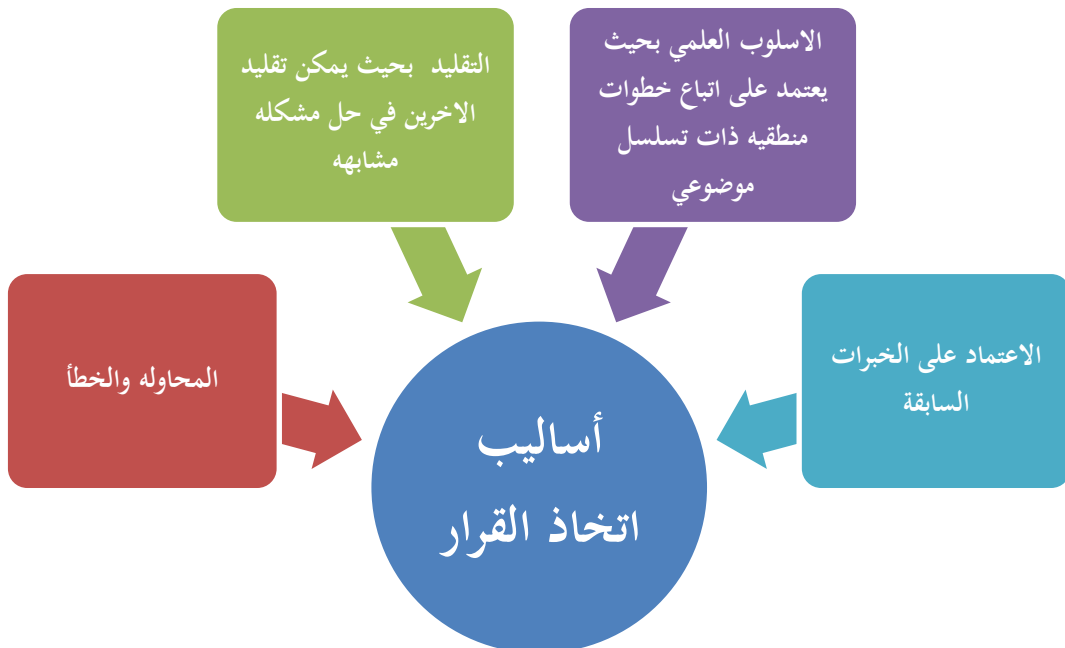 الاسلوب العلمي بحيث
يعتمد على اتباع خطوات
منطقيه ذات تسلسل
موضوعي
التقليد بحيث يمكن تقليد
الاخرين في حل مشكله
مشابهه
الاعتماد على الخبرات
السابقة
المحاوله والخطأ
أساليب
اتخاذ القرار